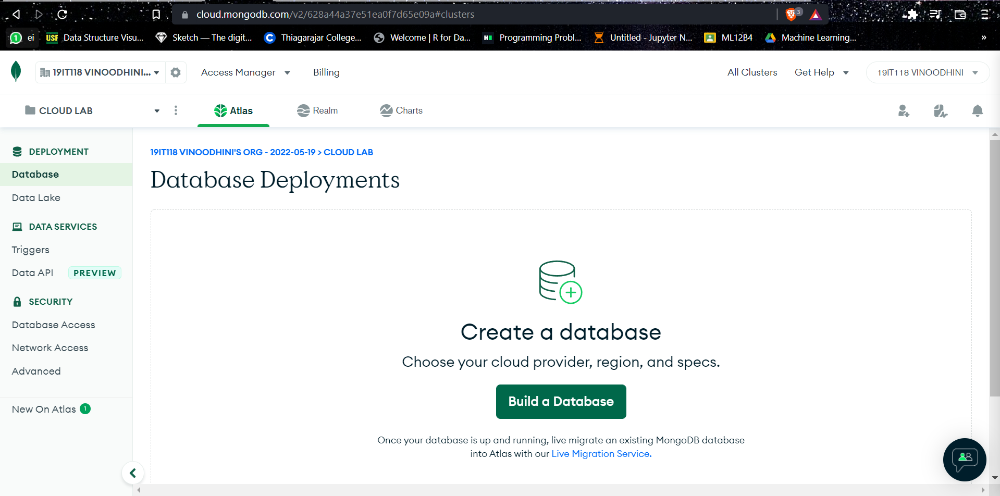 cloud.mongodb.com/v2/628a44a37e51ea0f7d65e09a#clusters
3
1 ei
USF Data Structure Visu...
Sketch — The digit...
C Thiagarajar College...
Welcome | R for Da...
H Programming Probl...
Untitled - Jupyter N...
ML12B4
Machine Learning...
»
19IT118 VINOODHINI...
Access Manager
Billing
All Clusters
Get Help
19IT118 VINOODHINI
CLOUD LAB
Atlas
Realm
Charts
DEPLOYMENT
Database
Data Lake
DATA SERVICES
Triggers
Data API PREVIEW
SECURITY
Database Access
Network Access
Advanced
New On Atlas 1
19IT118 VINOODHINI'S ORG - 2022-05-19 > CLOUD LAB
Database Deployments
Create a database
Choose your cloud provider, region, and specs.
Build a Database
Once your database is up and running, live migrate an existing MongoDB database
into Atlas with our Live Migration Service.